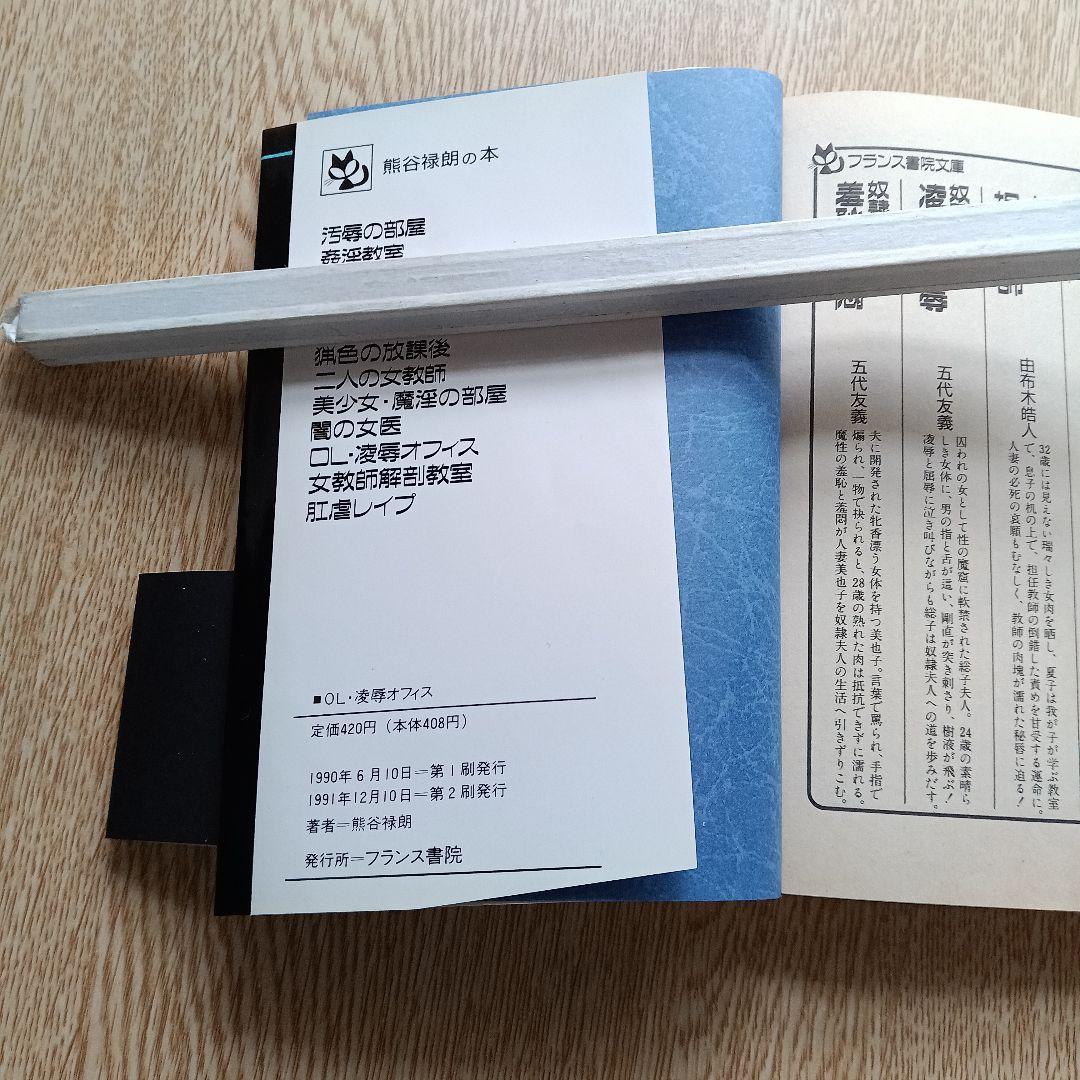 熊谷禄朗の本
汚辱の部屋
姦淫教室
猟色の放課後
二人の女教師
美少女・魔淫の部屋
闇の女医
OL・凌辱オフィス
女教師解剖教室
肛虐レイプ
■OL・凌辱オフィス
定価420円（本体408円）
1990年6月10日＝第1刷発行
1991年12月10日＝第2刷発行
著者＝熊谷禄朗
発行所＝フランス書院
フランス書院文庫
由布木皓人
32歳には見えない瑞々しき女肉を晒し、夏子は我が子が学ぶ教室
で、息子の机の上で、担任教師の倒錯した責めを甘受する運命に。
人妻の必死の哀願もむなしく、教師の肉塊が濡れた秘唇に迫る！
凌辱
五代友義
囚われの女として性の魔窟に軟禁された総子夫人。24歳の素晴ら
しき女体に、男の指と舌が這い、剛直が突き刺さり、樹液が飛ぶ！
凌辱と屈辱に泣き叫びながらも総子は奴隷夫人への道を歩みだす。
奴隷
五代友義
夫に開発された牝香漂う女体を持つ美也子。言葉で罵られ、手指で
煽られ、一物で抉られると、28歳の熟れた肉は抵抗できずに濡れる。
魔性の羞恥と羞悶が人妻美也子を奴隷夫人の生活へ引きずりこむ。